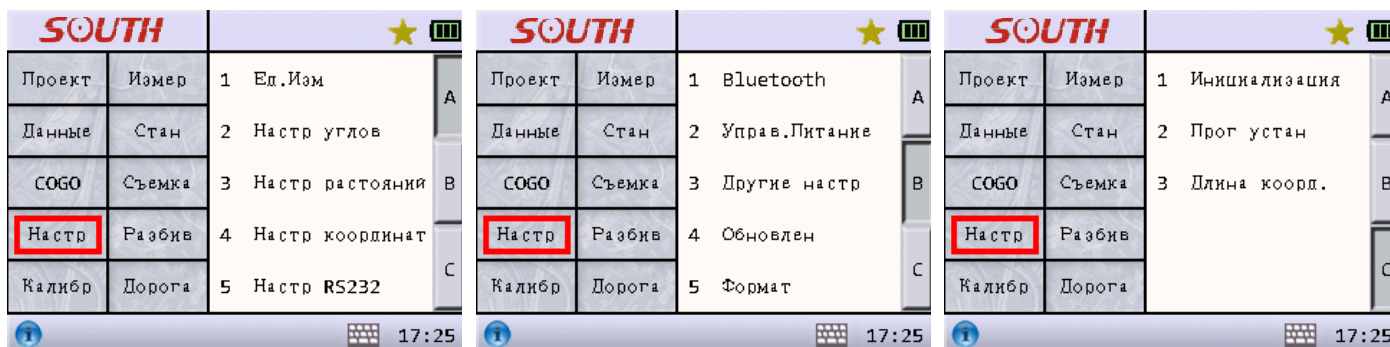 SOUTH
Проект Измер 1 Ед.Изм A
Данные Стан 2 Настр углов
COGO Съемка 3 Настр растояний B
Настр Разбив 4 Настр координат
Калибр Дорога 5 Настр RS232 C
17:25
SOUTH
Проект Измер 1 Bluetooth A
Данные Стан 2 Управ.Питание
COGO Съемка 3 Другие настр B
Настр Разбив 4 Обновлен
Калибр Дорога 5 Формат C
17:25
SOUTH
Проект Измер 1 Инициализация A
Данные Стан 2 Прог устан
COGO Съемка 3 Длина коорд. B
Настр Разбив
Калибр Дорога C
17:25